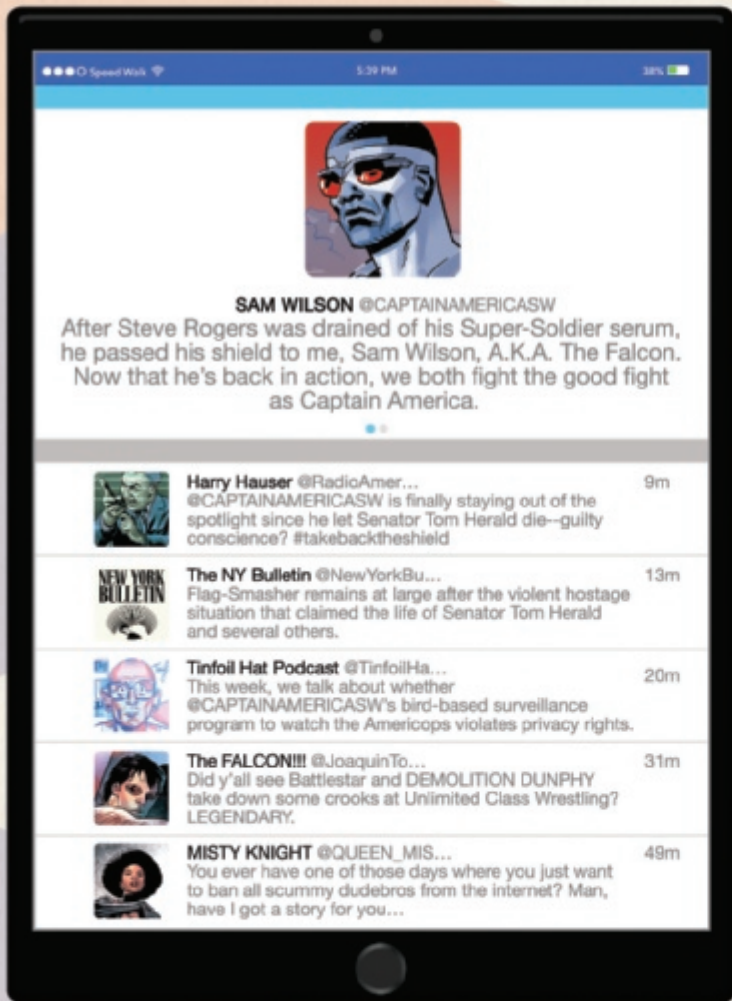 Speed Walk 5:39 PM 38%
SAM WILSON @CAPTAINAMERICASW
After Steve Rogers was drained of his Super-Soldier serum,
he passed his shield to me, Sam Wilson, A.K.A. The Falcon.
Now that he's back in action, we both fight the good fight
as Captain America.
Harry Hauser @RadioAmer... 9m
@CAPTAINAMERICASW is finally staying out of the
spotlight since he let Senator Tom Herald die--guilty
conscience? #takebacktheshield
NEW YORK
BULLETIN
The NY Bulletin @NewYorkBu... 13m
Flag-Smasher remains at large after the violent hostage
situation that claimed the life of Senator Tom Herald
and several others.
Tinfoil Hat Podcast @TinfoilHa... 20m
This week, we talk about whether
@CAPTAINAMERICASW's bird-based surveillance
program to watch the Americops violates privacy rights.
The FALCON!!! @JoaquinTo... 31m
Did y'all see Battlestar and DEMOLITION DUNPHY
take down some crooks at Unlimited Class Wrestling?
LEGENDARY.
MISTY KNIGHT @QUEEN_MIS... 49m
You ever have one of those days where you just want
to ban all scummy dudebros from the internet? Man,
have I got a story for you...